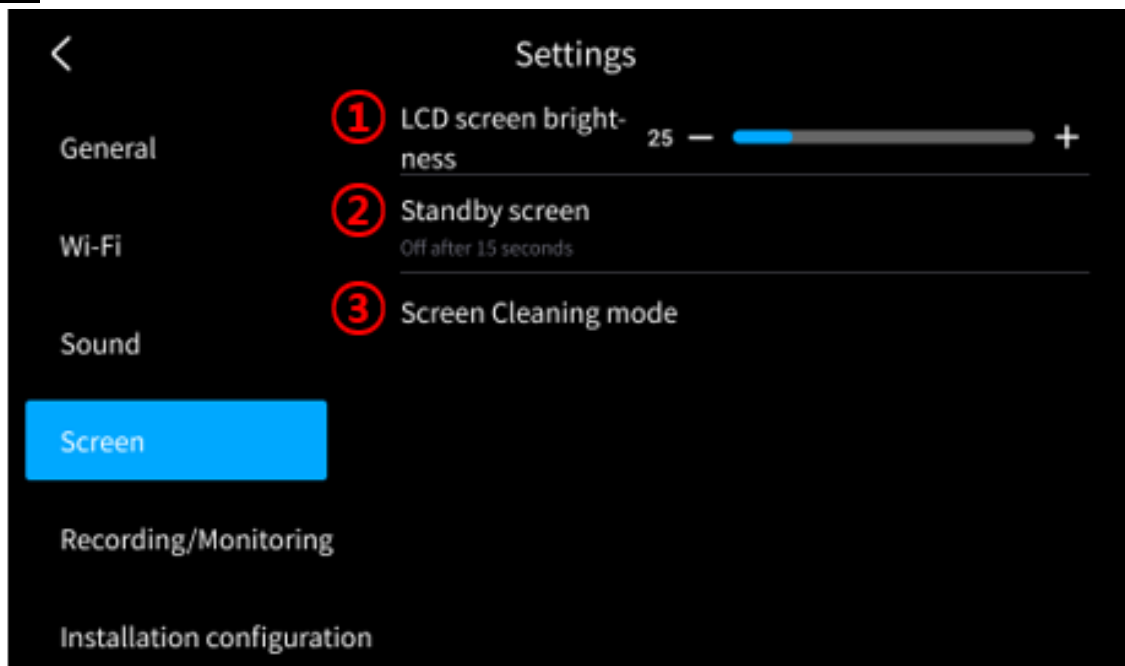 Settings
General
Wi-Fi
Sound
Screen
Recording/Monitoring
Installation configuration
① LCD screen bright-
ness
25 − +
② Standby screen
Off after 15 seconds
③ Screen Cleaning mode